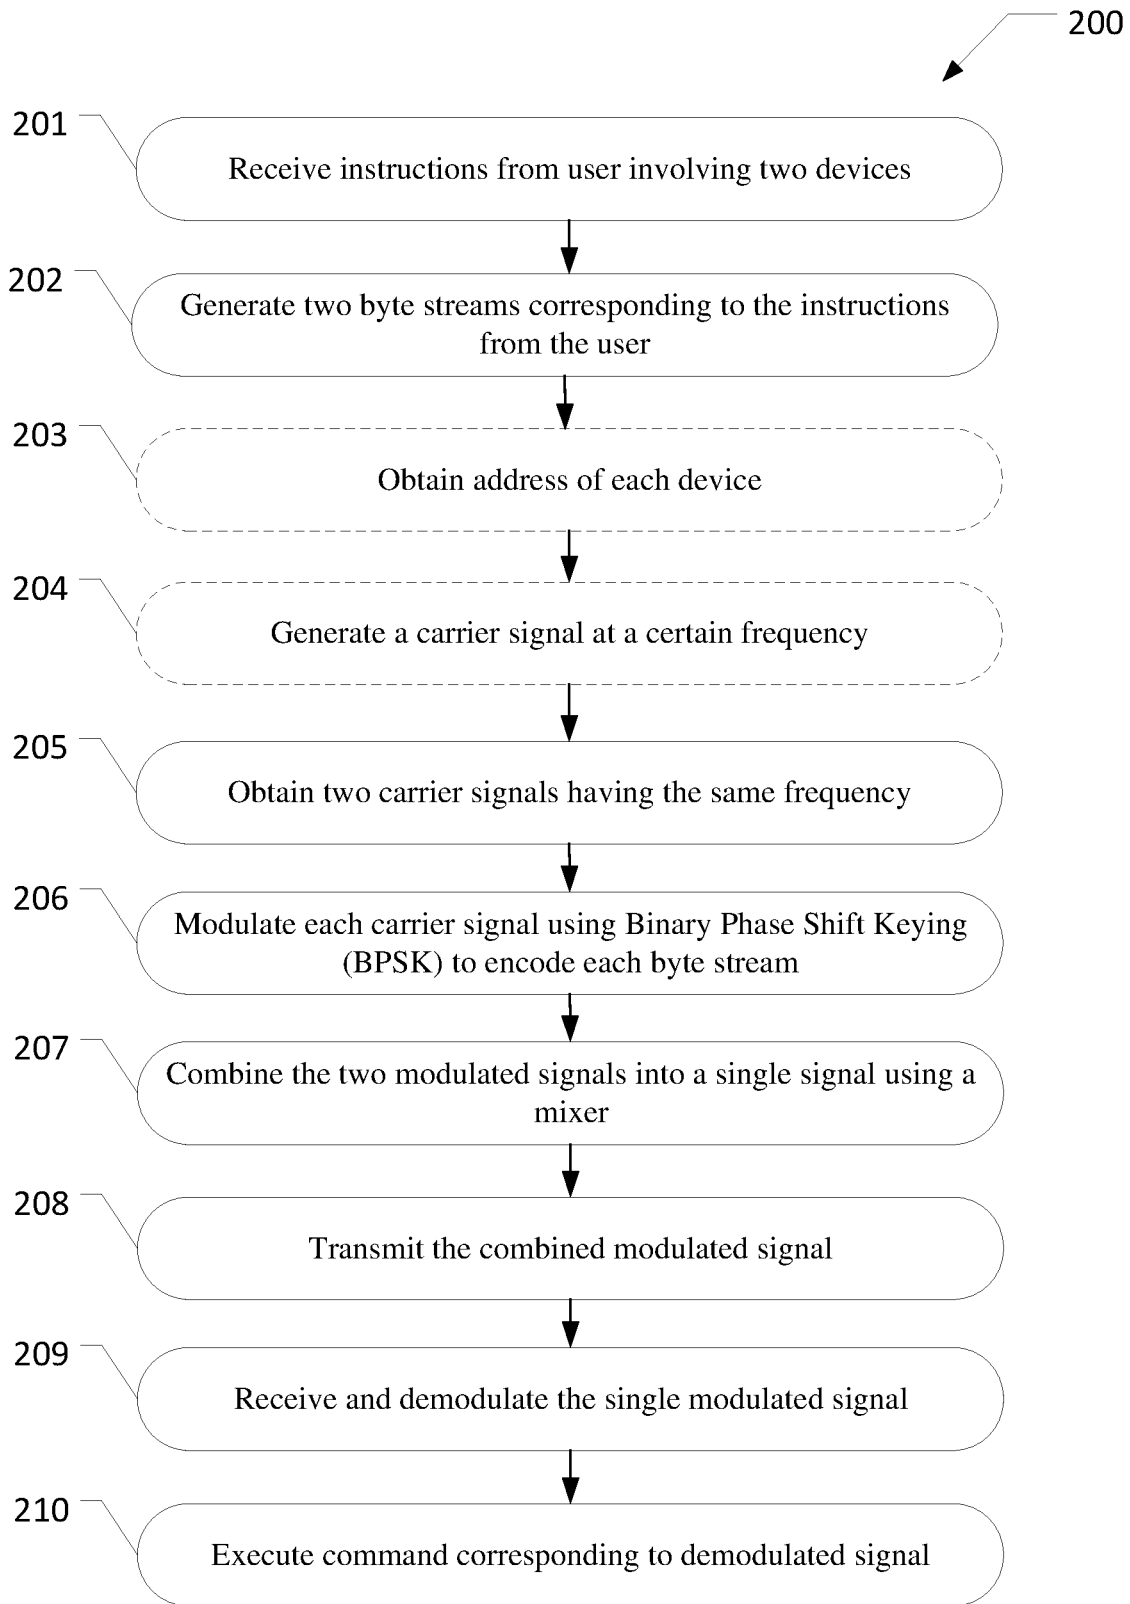 200
201
Receive instructions from user involving two devices
202
Generate two byte streams corresponding to the instructions
from the user
203
Obtain address of each device
204
Generate a carrier signal at a certain frequency
205
Obtain two carrier signals having the same frequency
206
Modulate each carrier signal using Binary Phase Shift Keying
(BPSK) to encode each byte stream
207
Combine the two modulated signals into a single signal using a
mixer
208
Transmit the combined modulated signal
209
Receive and demodulate the single modulated signal
210
Execute command corresponding to demodulated signal